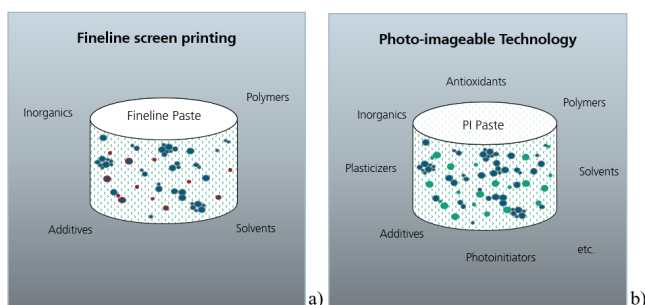 Fineline screen printing
Polymers
Inorganics
Fineline Paste
Additives
Solvents
a)
Photo-imageable Technology
Antioxidants
Polymers
Inorganics
PI Paste
Plasticizers
Solvents
Additives
etc.
Photoinitiators
b)